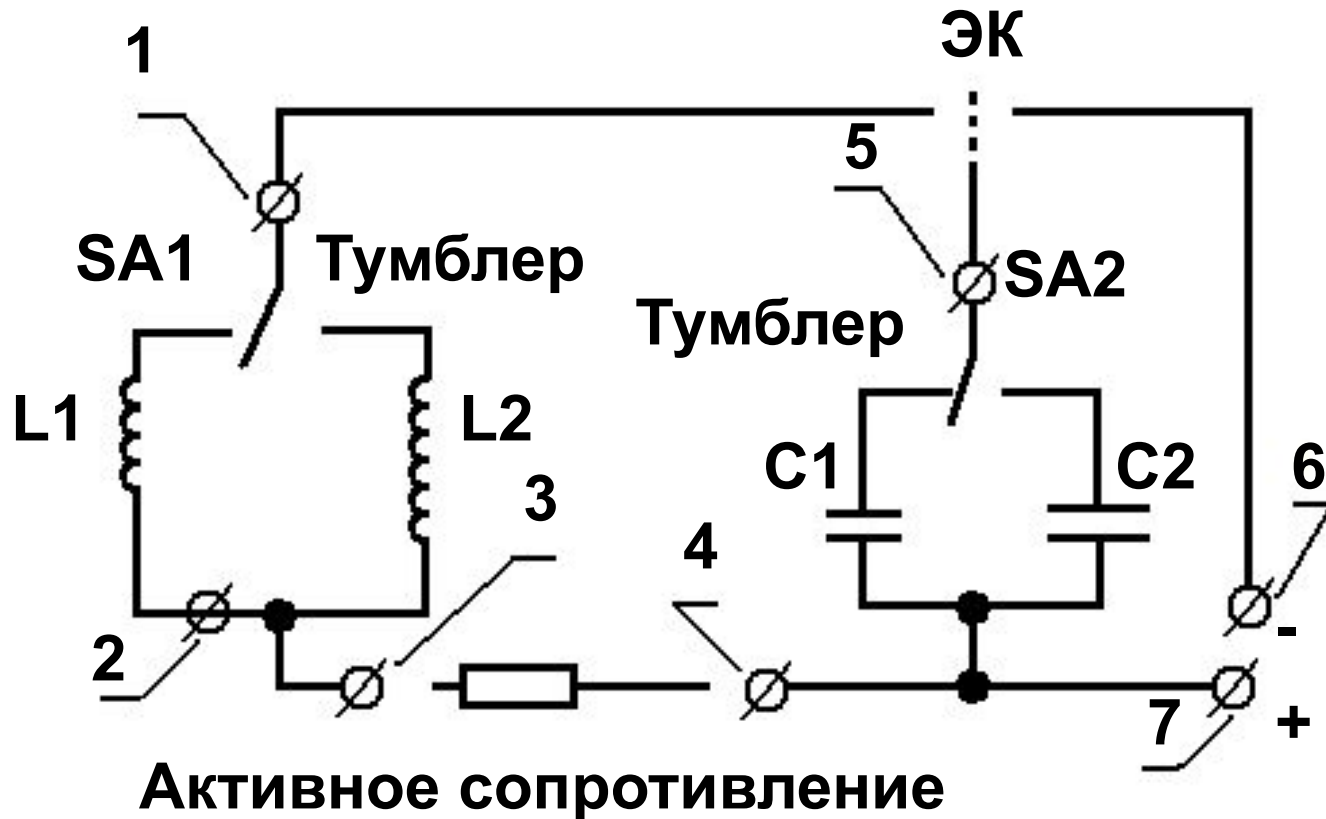 ЭК
1
5
SA1 Тумблер
SA2
Тумблер
L1
L2
C1
C2
6
3
4
2
-
7
+
Активное сопротивление